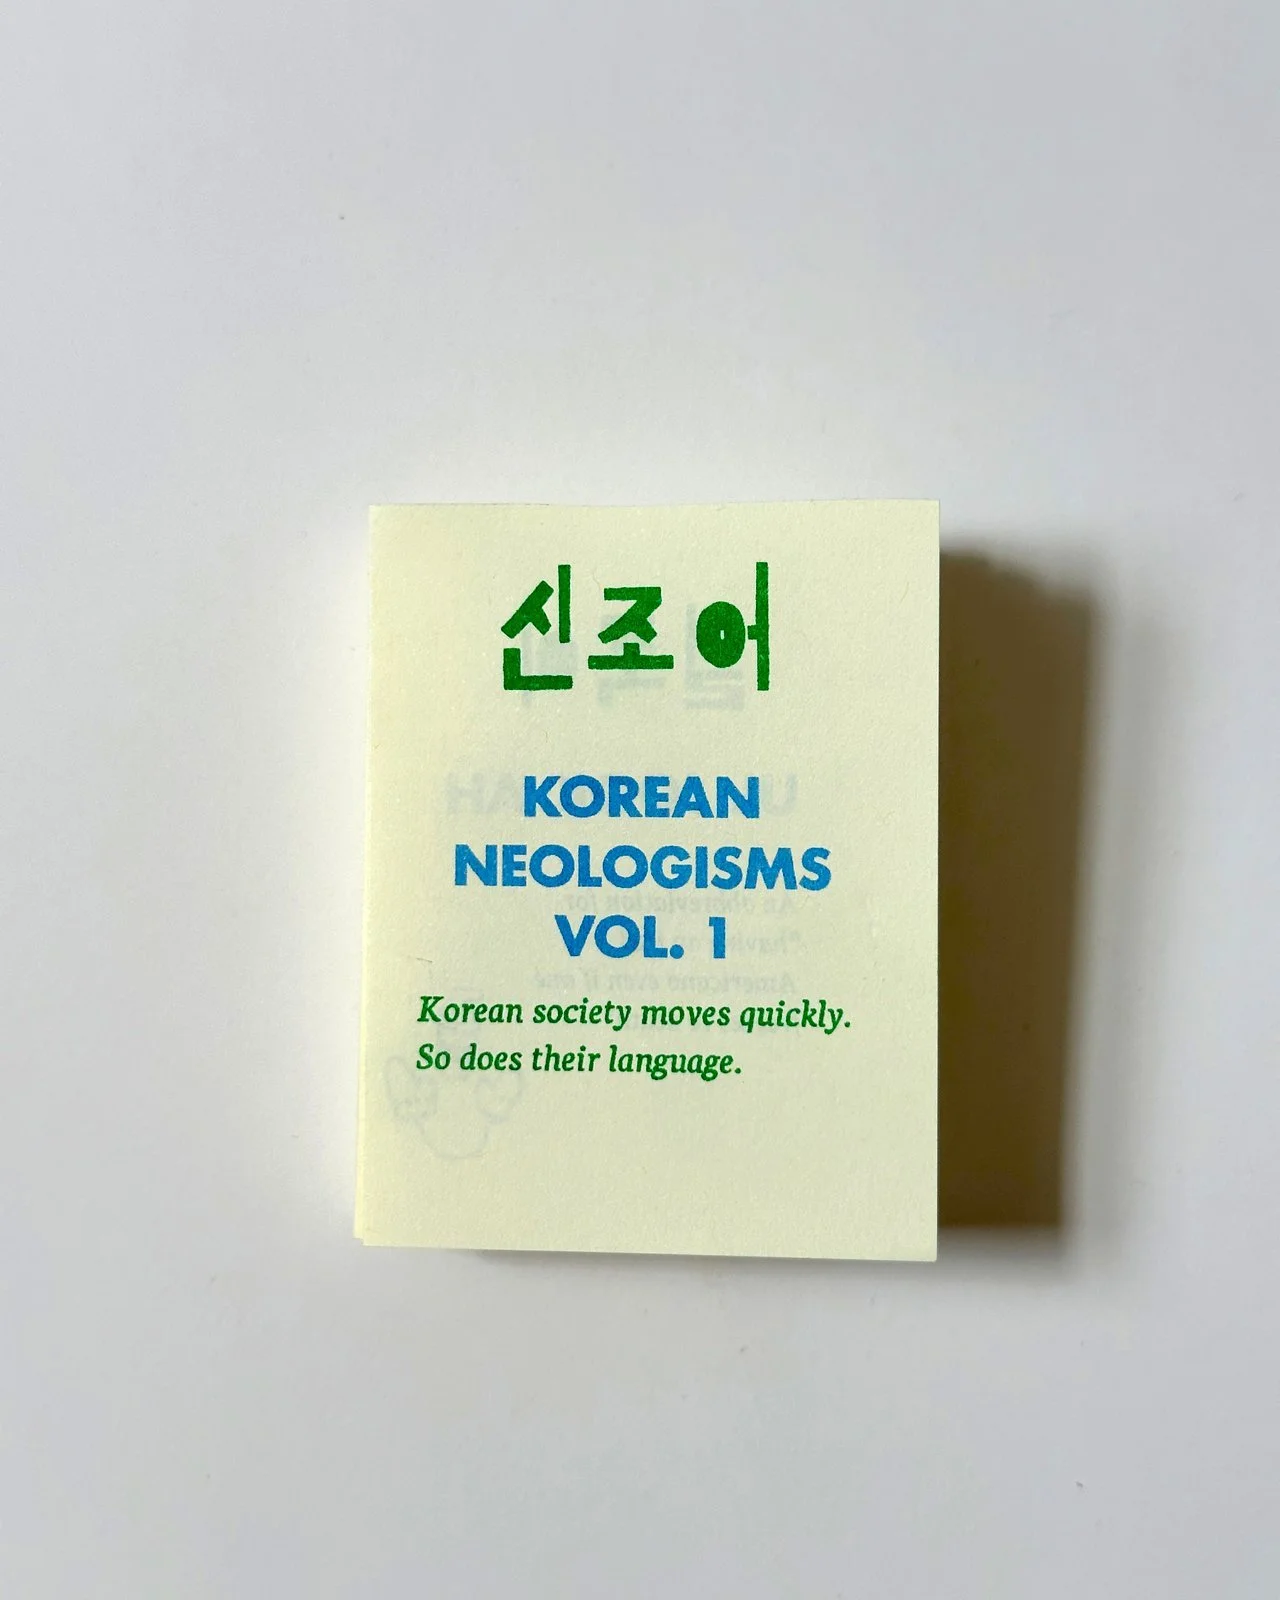 신조어
KOREAN
NEOLOGISMS
VOL. 1
Korean society moves quickly.
So does their language.